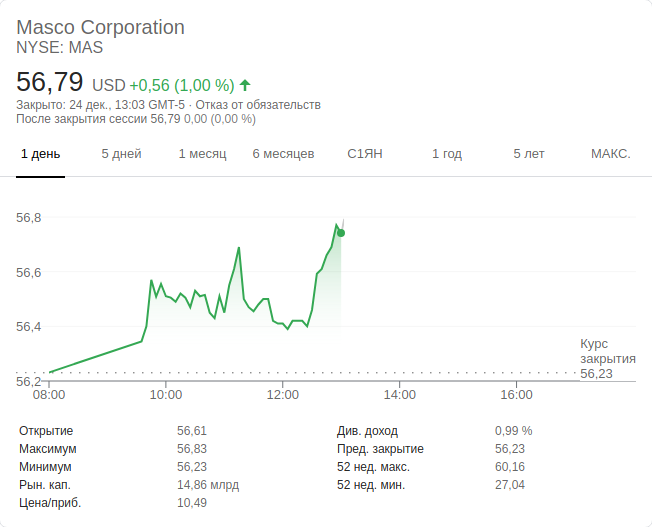 Masco Corporation
NYSE: MAS
56,79 USD +0,56 (1,00 %)
Закрыто: 24 дек., 13:03 GMT-5 · Отказ от обязательств
После закрытия сессии 56,79 0,00 (0,00 %)
1 день 5 дней 1 месяц 6 месяцев С1ЯН 1 год 5 лет МАКС.
56,8
56,6
56,4
Курс
закрытия
56,23
56,2
08:00 10:00 12:00 14:00 16:00
Открытие 56,61 Див. доход 0,99 %
Максимум 56,83 Пред. закрытие 56,23
Минимум 56,23 52 нед. макс. 60,16
Рын. кап. 14,86 млрд 52 нед. мин. 27,04
Цена/приб. 10,49